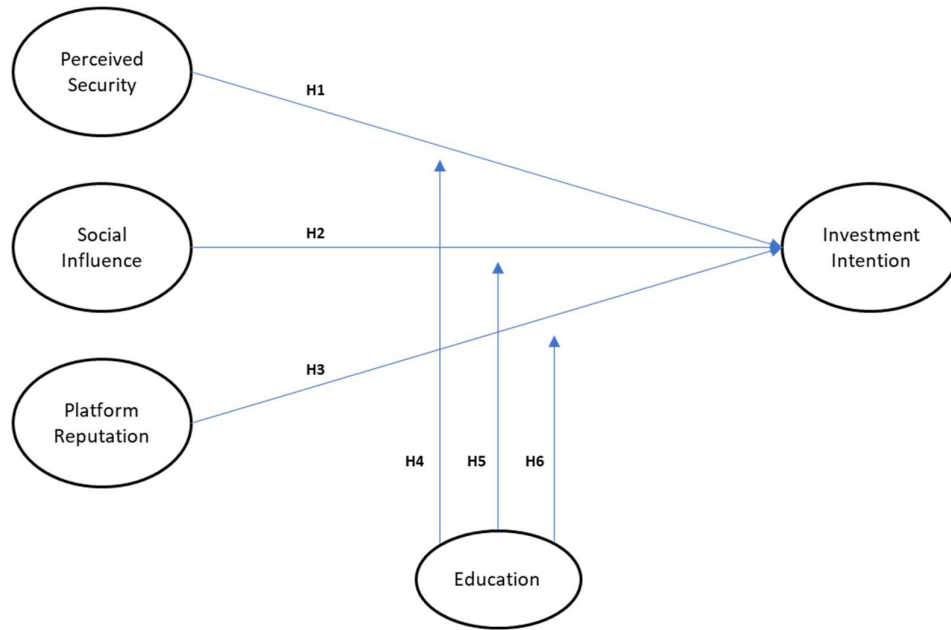 Perceived
Security
H1
Social
Influence
H2
Investment
Intention
H3
Platform
Reputation
H4
H5
H6
Education